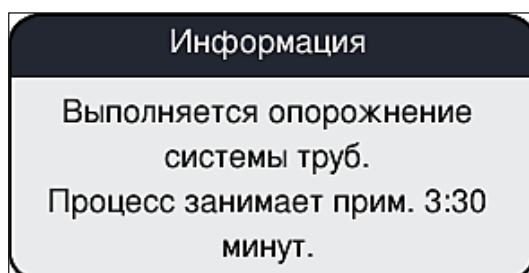 Информация
Выполняется опорожнение
системы труб.
Процесс занимает прим. 3:30
минут.